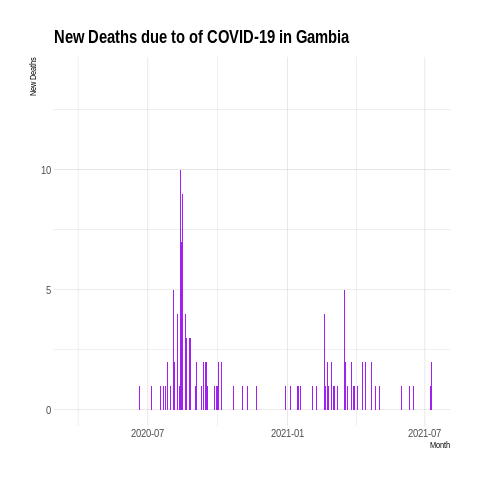 New Deaths due to of COVID-19 in Gambia
New Deaths
10
5
0
2020-07
2021-01
2021-07
Month